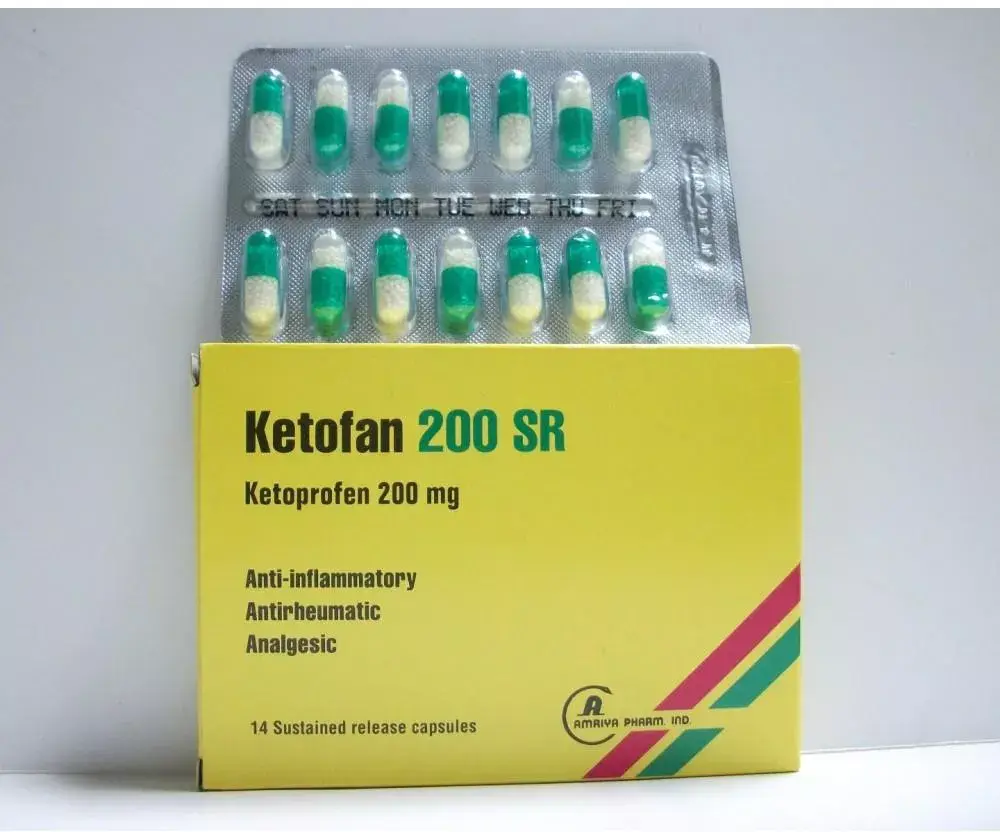 SAT SUN MON TUE WED THU FRI
Ketofan 200 SR
Ketoprofen 200 mg
Anti-inflammatory
Antirheumatic
Analgesic
14 Sustained release capsules
A
AMRIYA PHARM. IND.